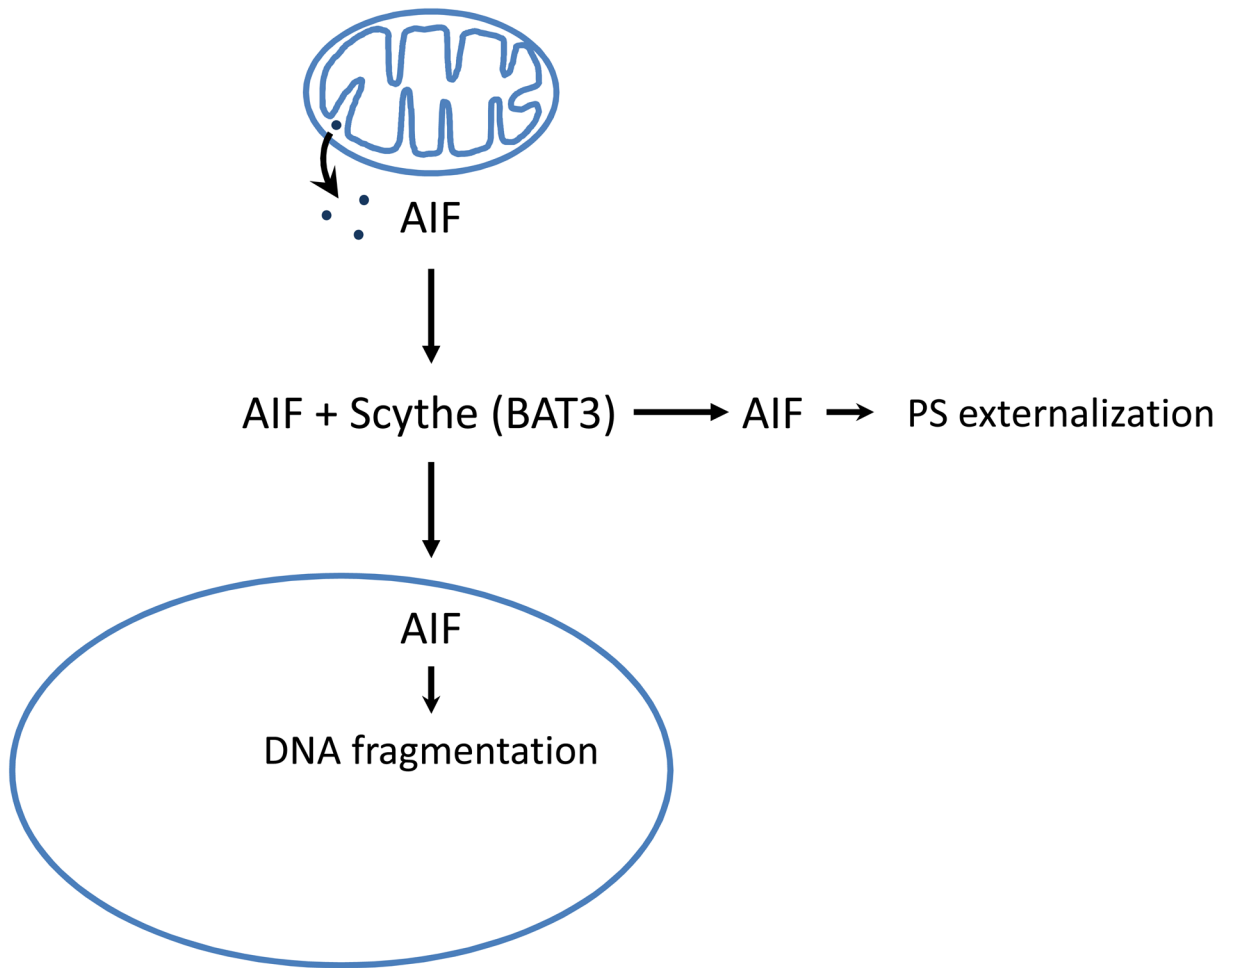 AIF
AIF + Scythe (BAT3)
AIF
PS externalization
AIF
DNA fragmentation